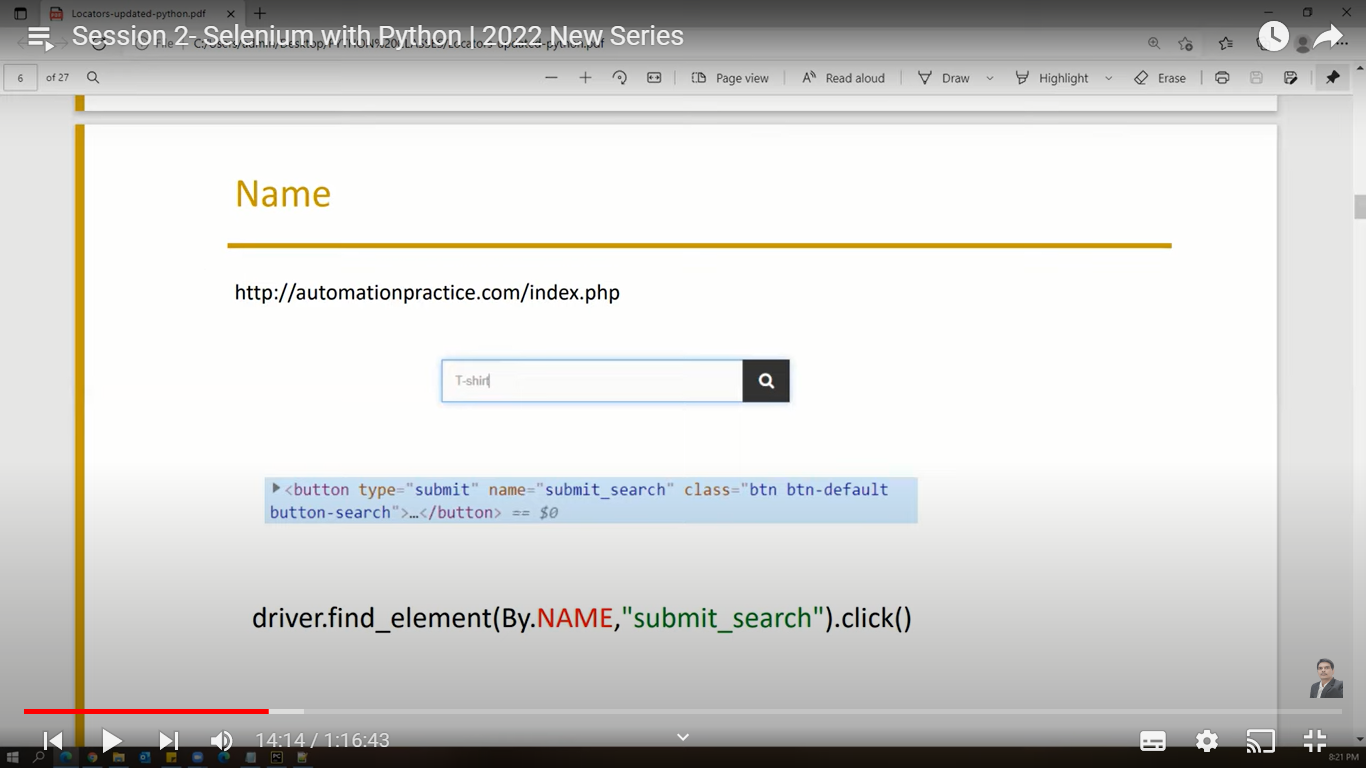 Locators-updated-python.pdf
Session 2- Selenium with Python | 2022 New Series
6 of 27
Page view
Read aloud
Draw
Highlight
Erase
Name
http://automationpractice.com/index.php
T-shirt
<button type="submit" name="submit_search" class="btn btn-default
button-search">…</button> == $0
driver.find_element(By.NAME,"submit_search").click()
14:14 / 1:16:43
8:21 PM